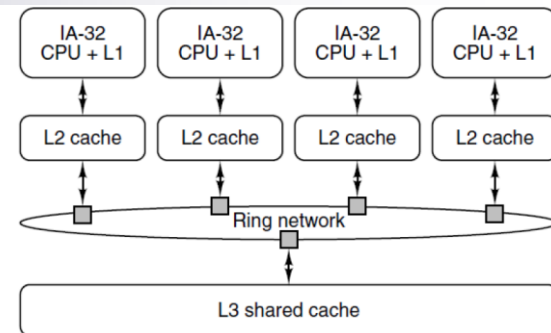 IA-32
CPU + L1
IA-32
CPU + L1
IA-32
CPU + L1
IA-32
CPU + L1
L2 cache
L2 cache
L2 cache
L2 cache
Ring network
L3 shared cache